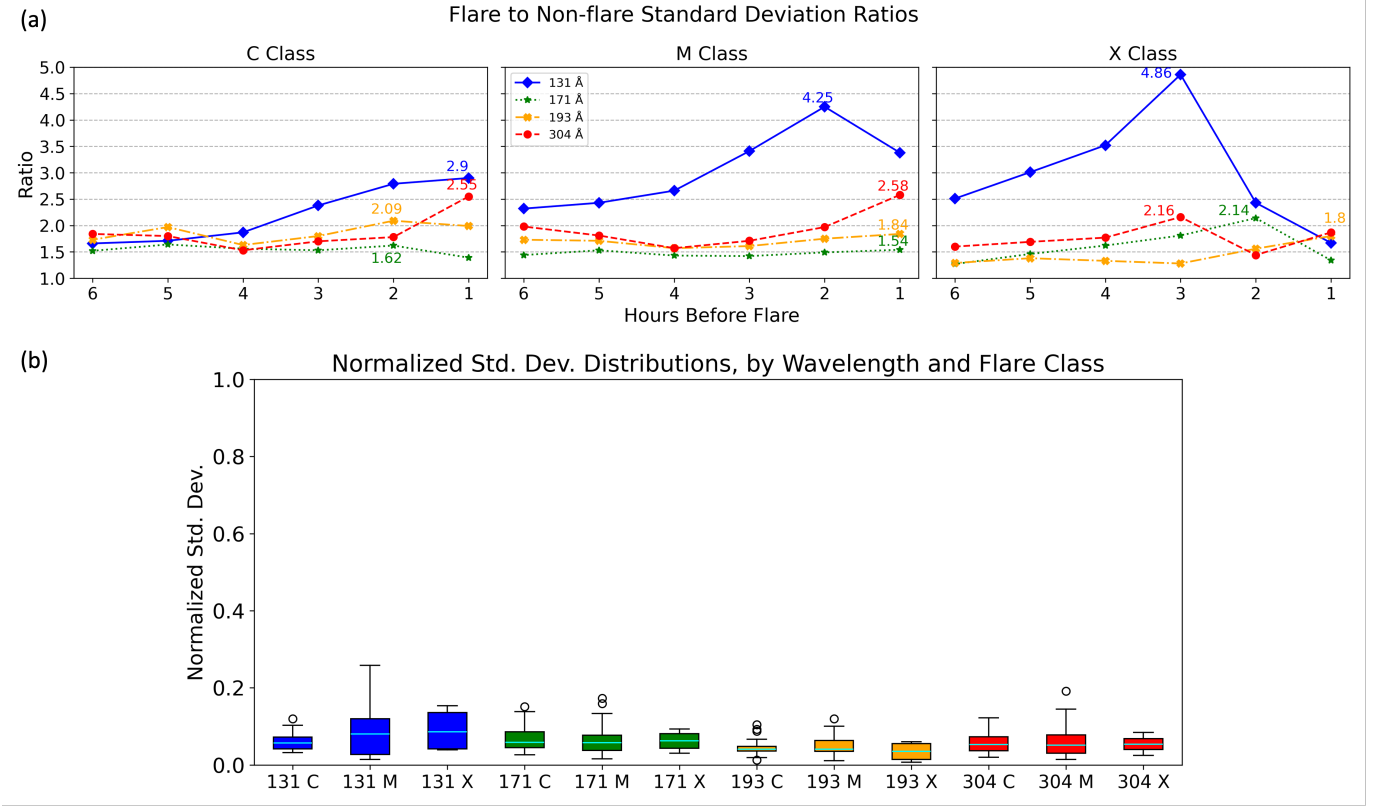 (a)
Flare to Non-flare Standard Deviation Ratios
C Class
M Class
X Class
Ratio
5.0
4.5
4.0
3.5
3.0
2.5
2.0
1.5
1.0
2.9
2.55
2.09
1.62
6 5 4 3 2 1
131 Å
171 Å
193 Å
304 Å
4.25
2.58
1.84
1.54
6 5 4 3 2 1
4.86
2.16
2.14
1.8
6 5 4 3 2 1
Hours Before Flare
(b)
Normalized Std. Dev. Distributions, by Wavelength and Flare Class
Normalized Std. Dev.
1.0
0.8
0.6
0.4
0.2
0.0
131 C 131 M 131 X 171 C 171 M 171 X 193 C 193 M 193 X 304 C 304 M 304 X